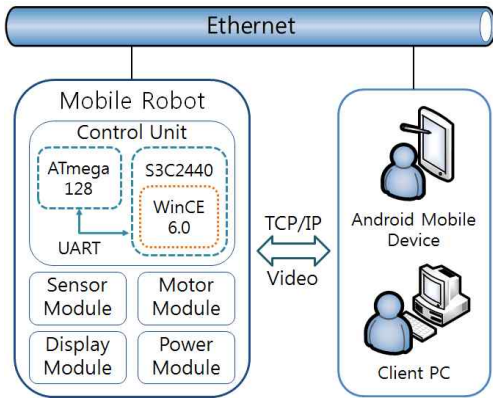 Ethernet
Mobile Robot
Control Unit
ATmega
128
S3C2440
WinCE
6.0
UART
Sensor
Module
Motor
Module
Display
Module
Power
Module
TCP/IP
Video
Android Mobile
Device
Client PC